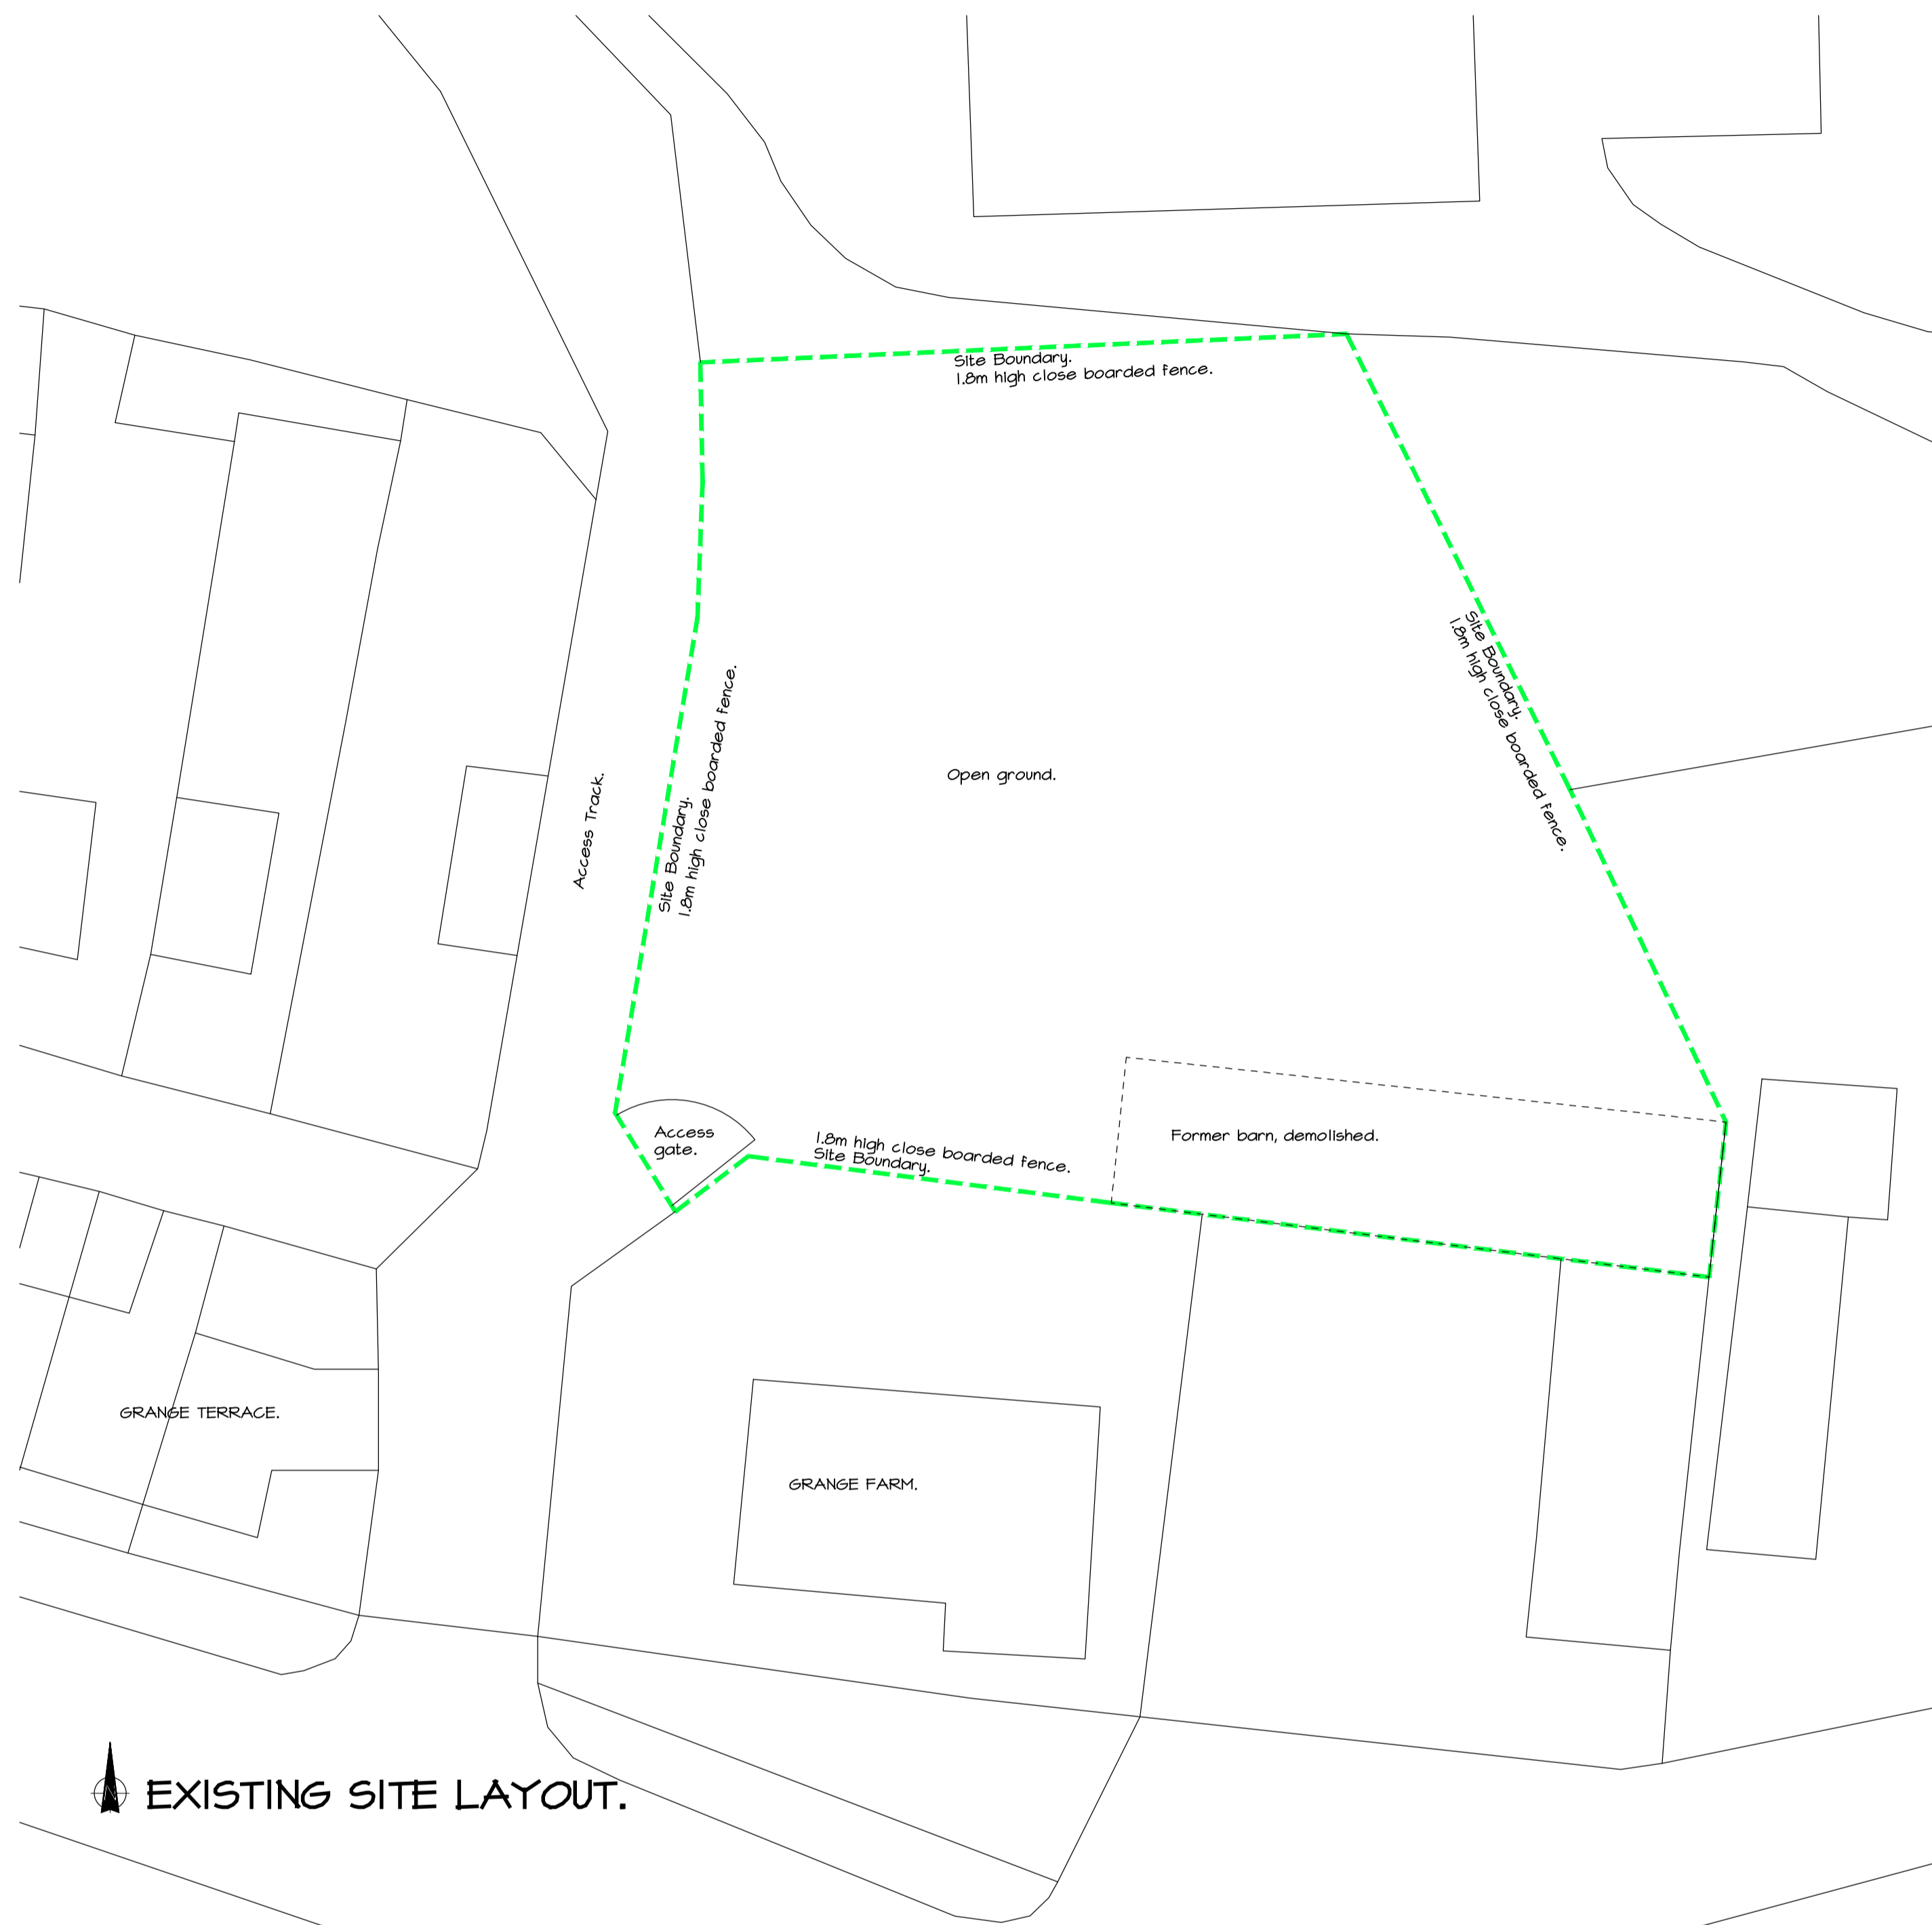 Site Boundary.
1.8m high close boarded fence.
Site Boundary.
1.8m high close boarded fence.
Site Boundary.
1.8m high close boarded fence.
Access Track.
Open ground.
Access
gate.
1.8m high close boarded fence.
Site Boundary.
Former barn, demolished.
GRANGE TERRACE.
GRANGE FARM.
N
EXISTING SITE LAYOUT.